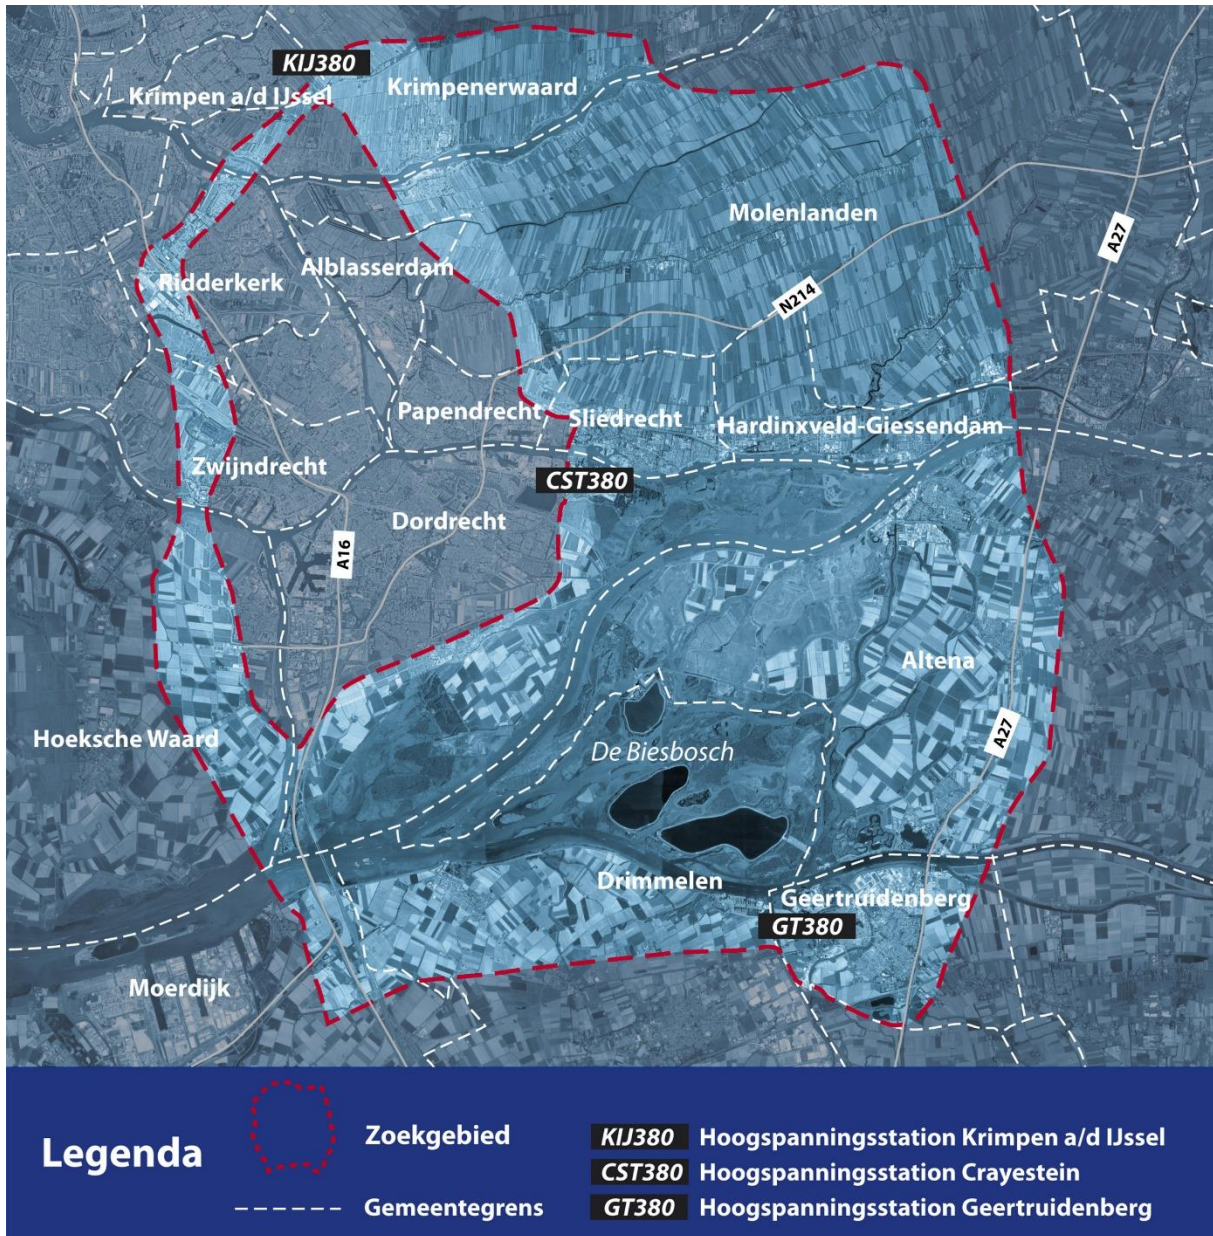 KIJ380
Krimpen a/d IJssel
Krimpenerwaard
Molenlanden
A27
Alblasserdam
Ridderkerk
N214
Papendrecht
Sliedrecht
Hardinxveld-Giessendam
Zwijndrecht
CST380
Dordrecht
A16
Altena
Hoeksche Waard
A27
De Biesbosch
Drimmelen
Geertruidenberg
GT380
Moerdijk
Legenda
Zoekgebied
Gemeentegrens
KIJ380 Hoogspanningsstation Krimpen a/d IJssel
CST380 Hoogspanningsstation Crayestein
GT380 Hoogspanningsstation Geertruidenberg